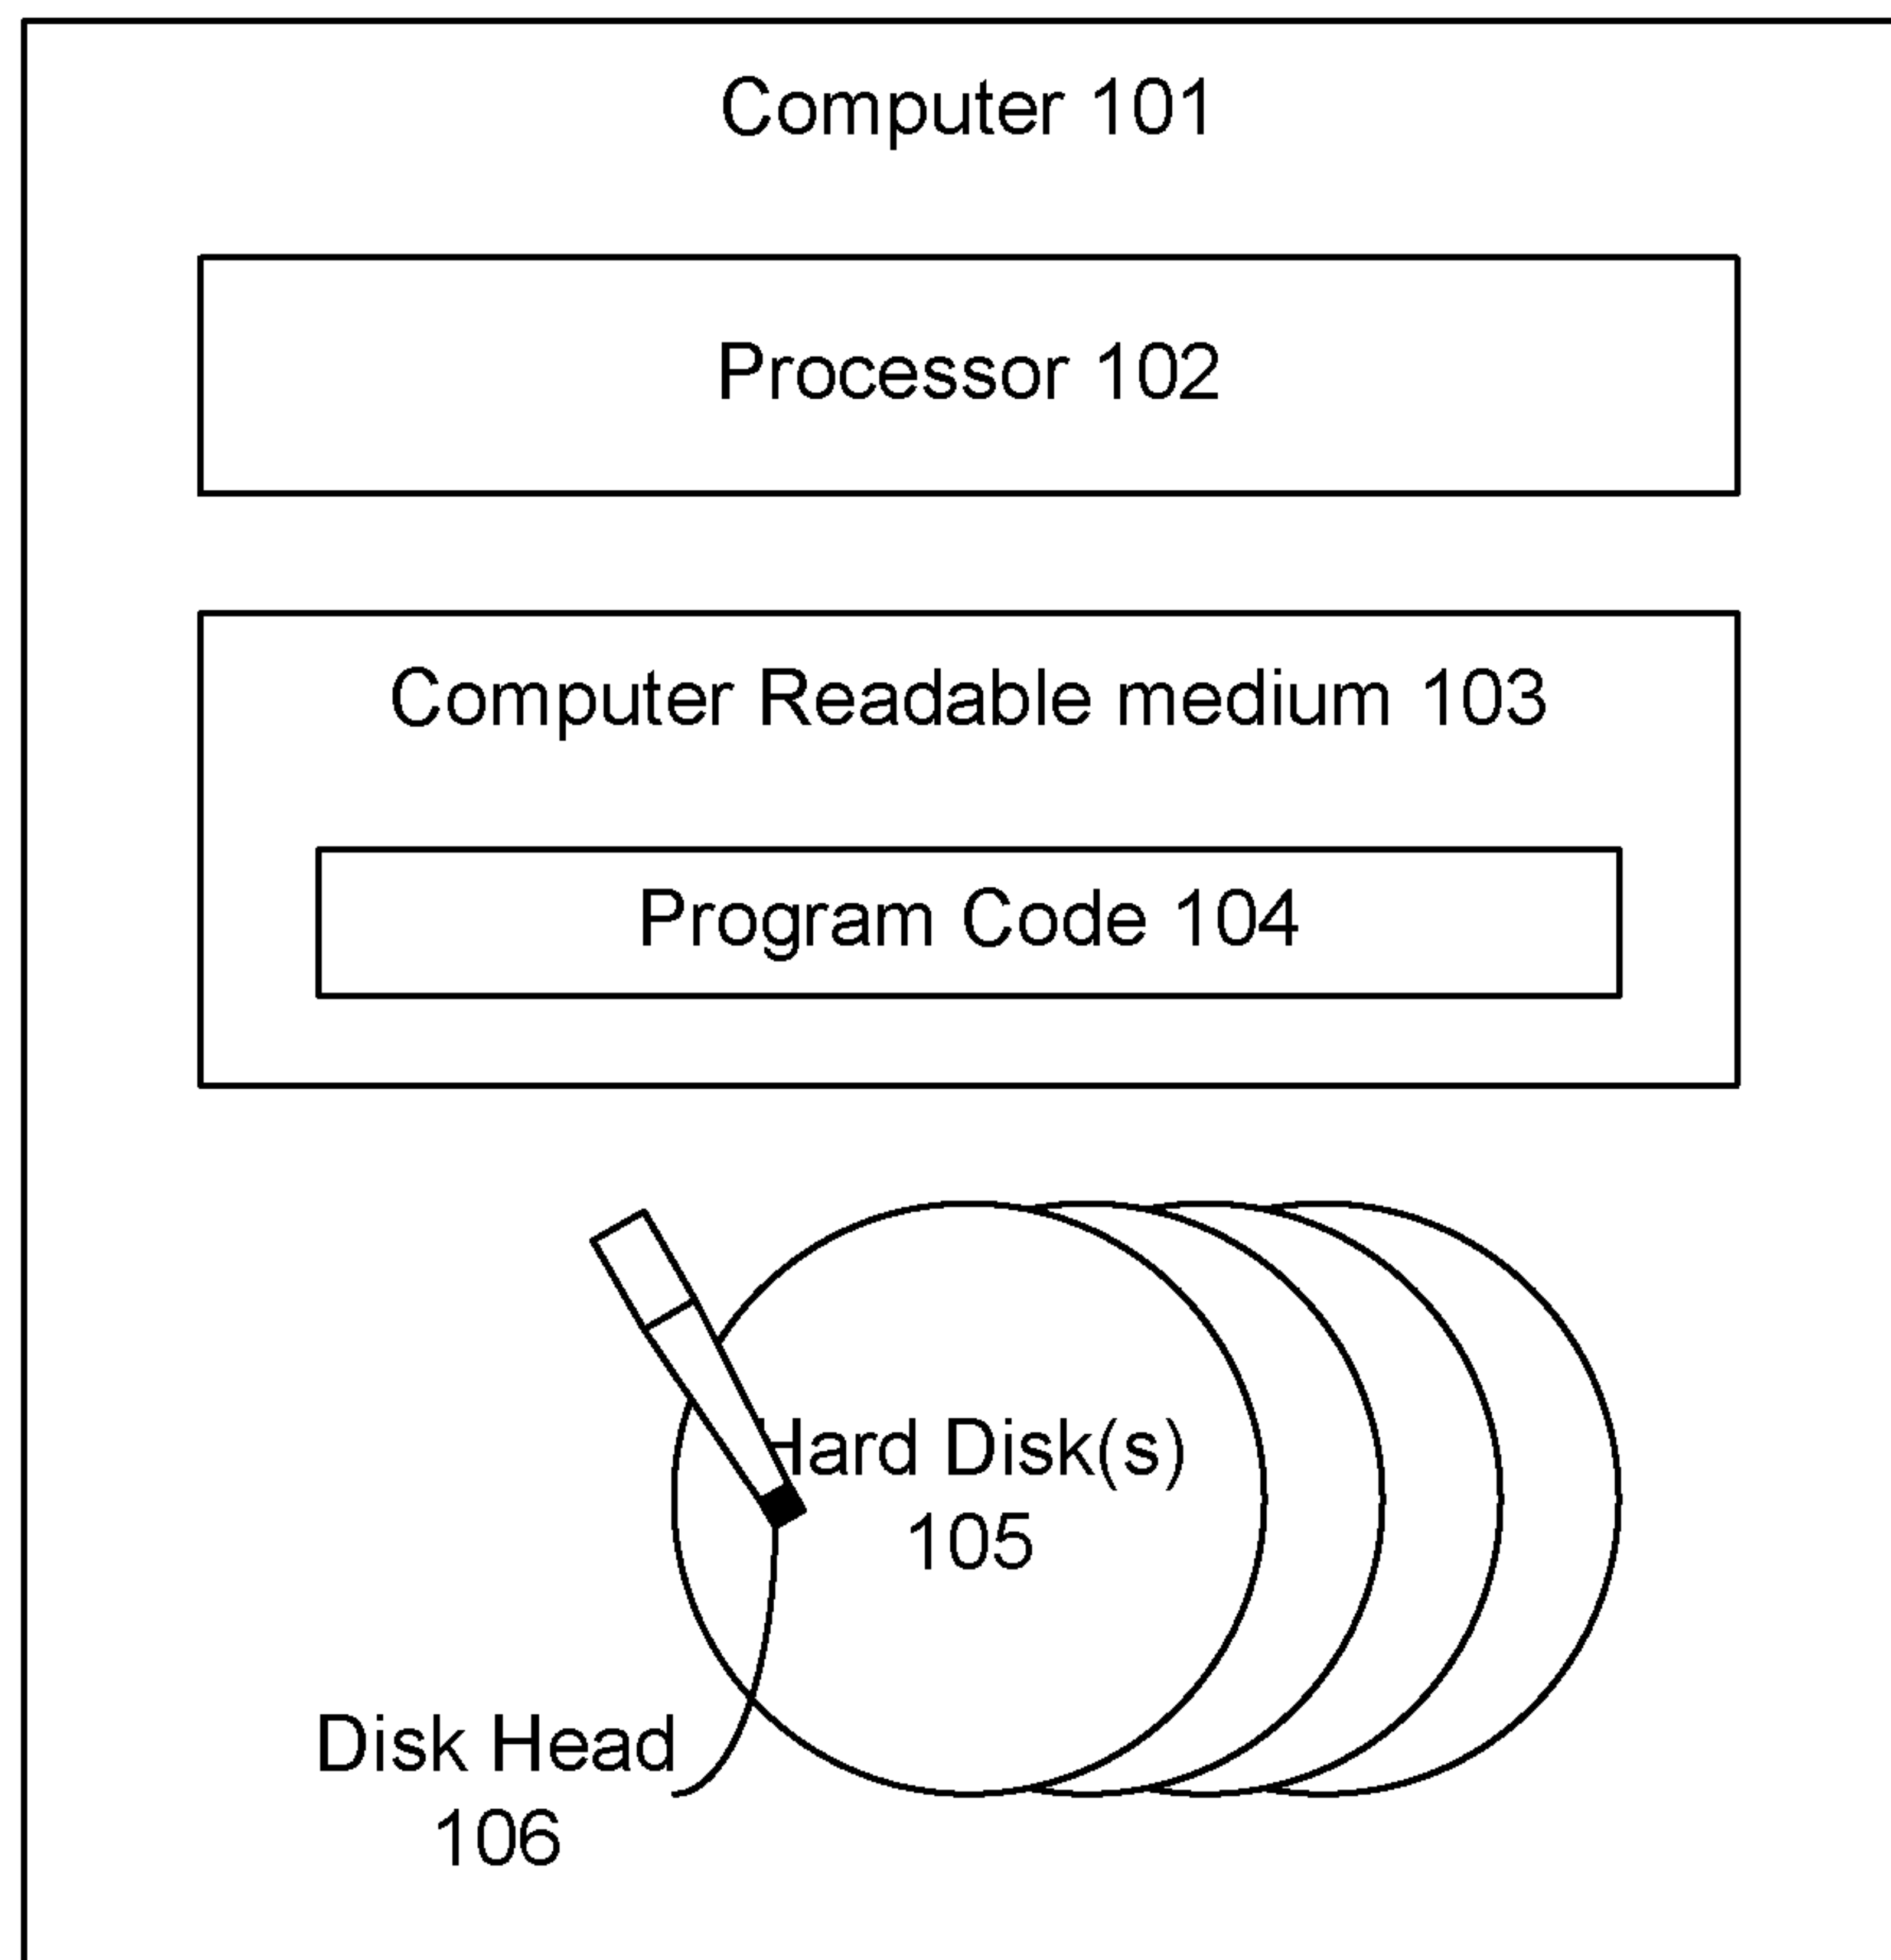 Computer 101
Processor 102
Computer Readable medium 103
Program Code 104
Hard Disk(s)
105
Disk Head
106